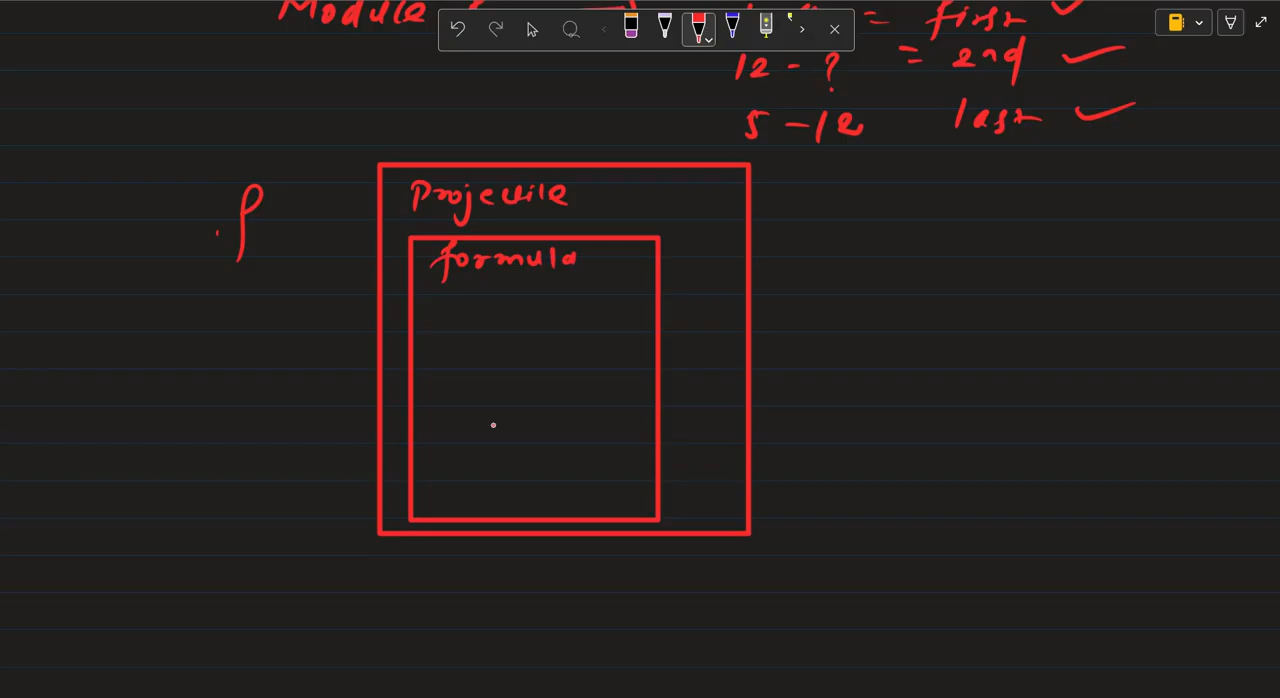 Module
= first
12 - ? = 2nd
5 - 12 last
P
Projectile
formula